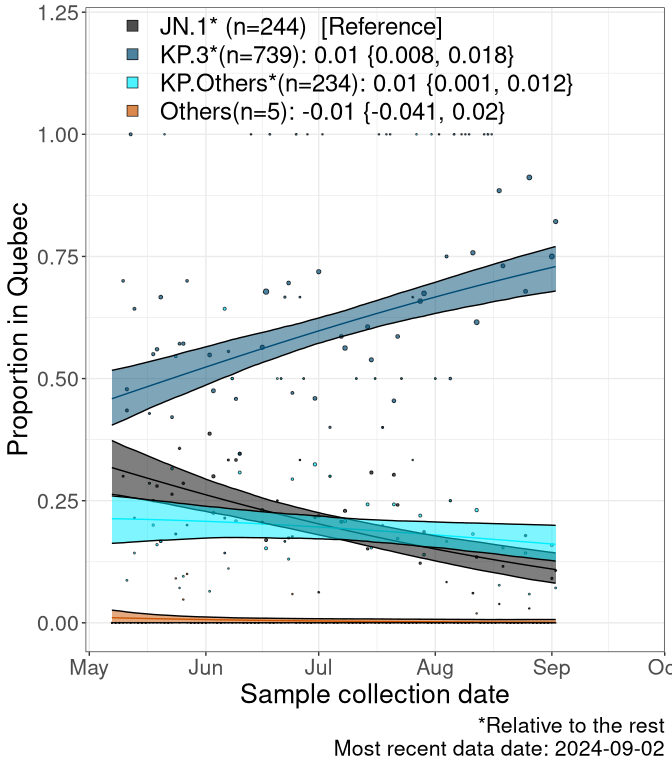 1.25
JN.1* (n=244)  [Reference]
KP.3*(n=739): 0.01 {0.008, 0.018}
KP.Others*(n=234): 0.01 {0.001, 0.012}
Others(n=5): -0.01 {-0.041, 0.02}
1.00
0.75
0.50
0.25
0.00
Proportion in Quebec
May Jun Jul Aug Sep Oc
Sample collection date
*Relative to the rest
Most recent data date: 2024-09-02